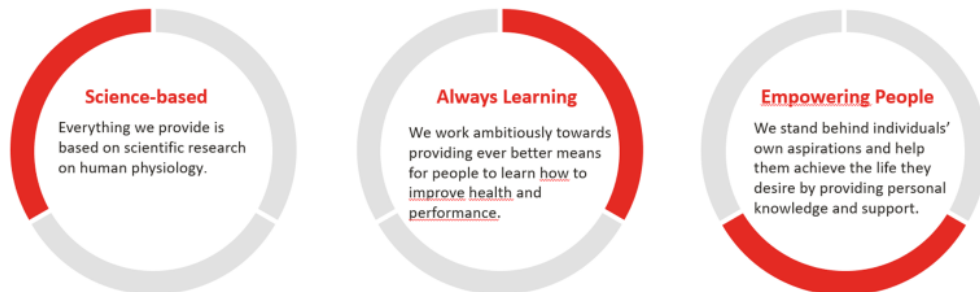 Science-based
Everything we provide is
based on scientific research
on human physiology.
Always Learning
We work ambitiously towards
providing ever better means
for people to learn how to
improve health and
performance.
Empowering People
We stand behind individuals’
own aspirations and help
them achieve the life they
desire by providing personal
knowledge and support.